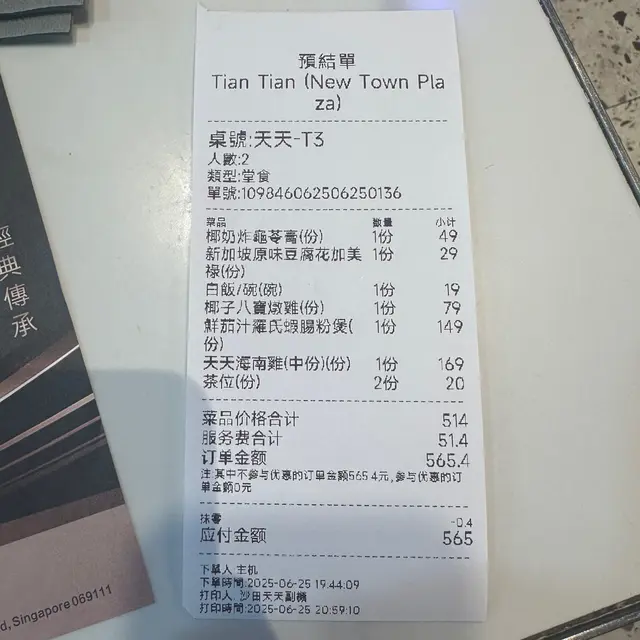 預結單
Tian Tian (New Town Pla
za)
桌號:天天-T3
人數:2
類型:堂食
單號:109846062506250136
菜品 数量 小计
椰奶炸龜苓膏(份) 1份 49
新加坡原味豆腐花加美 1份 29
祿(份)
白飯/碗(碗) 1份 19
椰子八寶燉雞(份) 1份 79
鮮茄汁羅氏蝦腸粉煲( 1份 149
份)
天天海南雞(中份)(份) 1份 169
茶位(份) 2份 20
菜品价格合计 514
服务费合计 51.4
订单金额 565.4
注:其中不参与优惠的订单金额565.4元,参与优惠的订
单金额0元
抹零 -0.4
应付金额 565
下單人:主机
下單時間:2025-06-25 19:44:09
打印人: 沙田天天副機
打印時間:2025-06-25 20:59:10
經典傳承
d, Singapore 069111